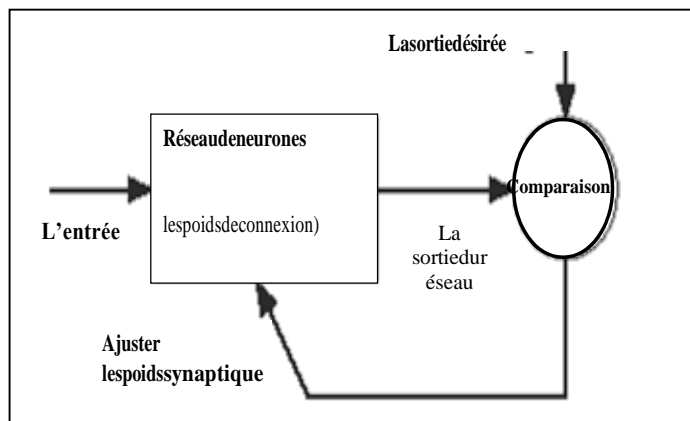 Lasortiedésirée
Réseaudeneurones
Comparaison
lespoidsdeconnexion)
L’entrée
La
sortiedur
éseau
Ajuster
lespoidssynaptique